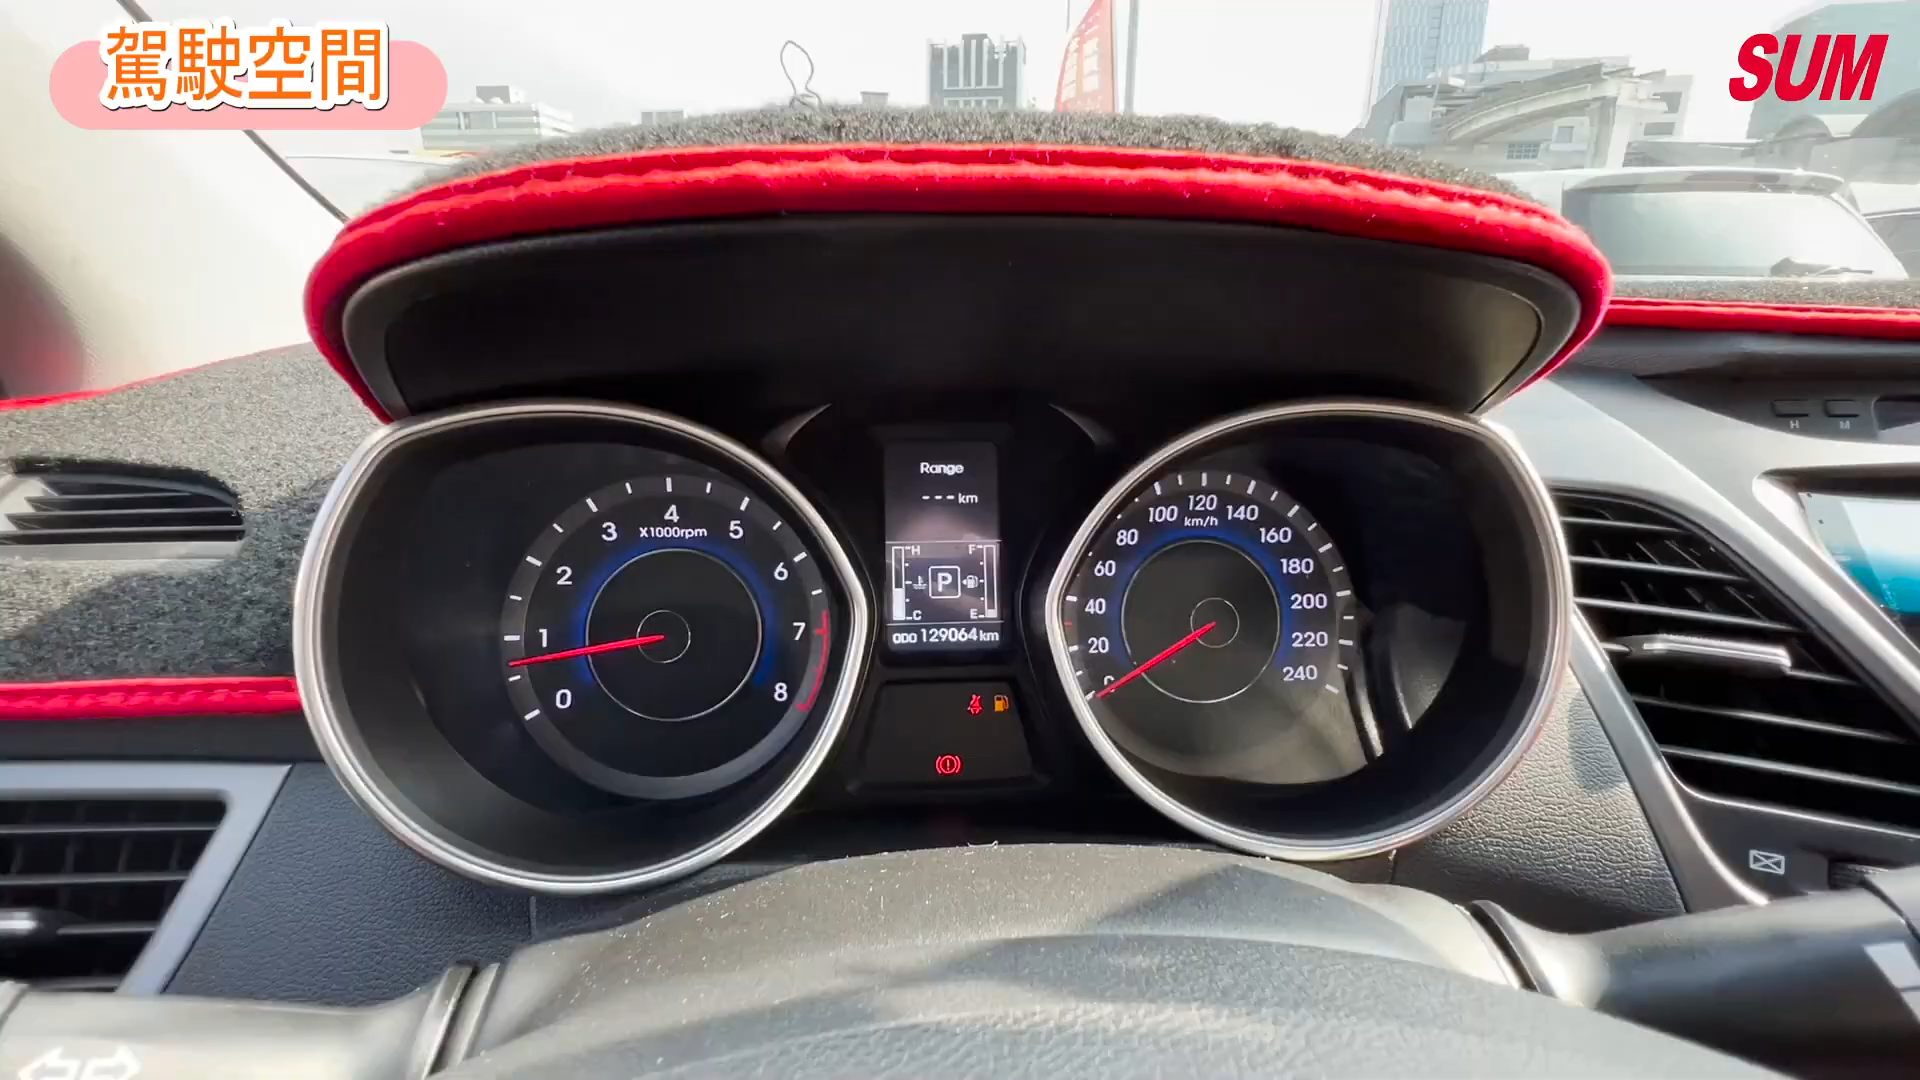 駕駛空間
SUM
Range
---km
H F
P
C E
ODO 129064 km
0 1 2 3 4 5 6 7 8
X1000rpm
20 40 60 80 100 120 140 160 180 200 220 240
km/h
H M